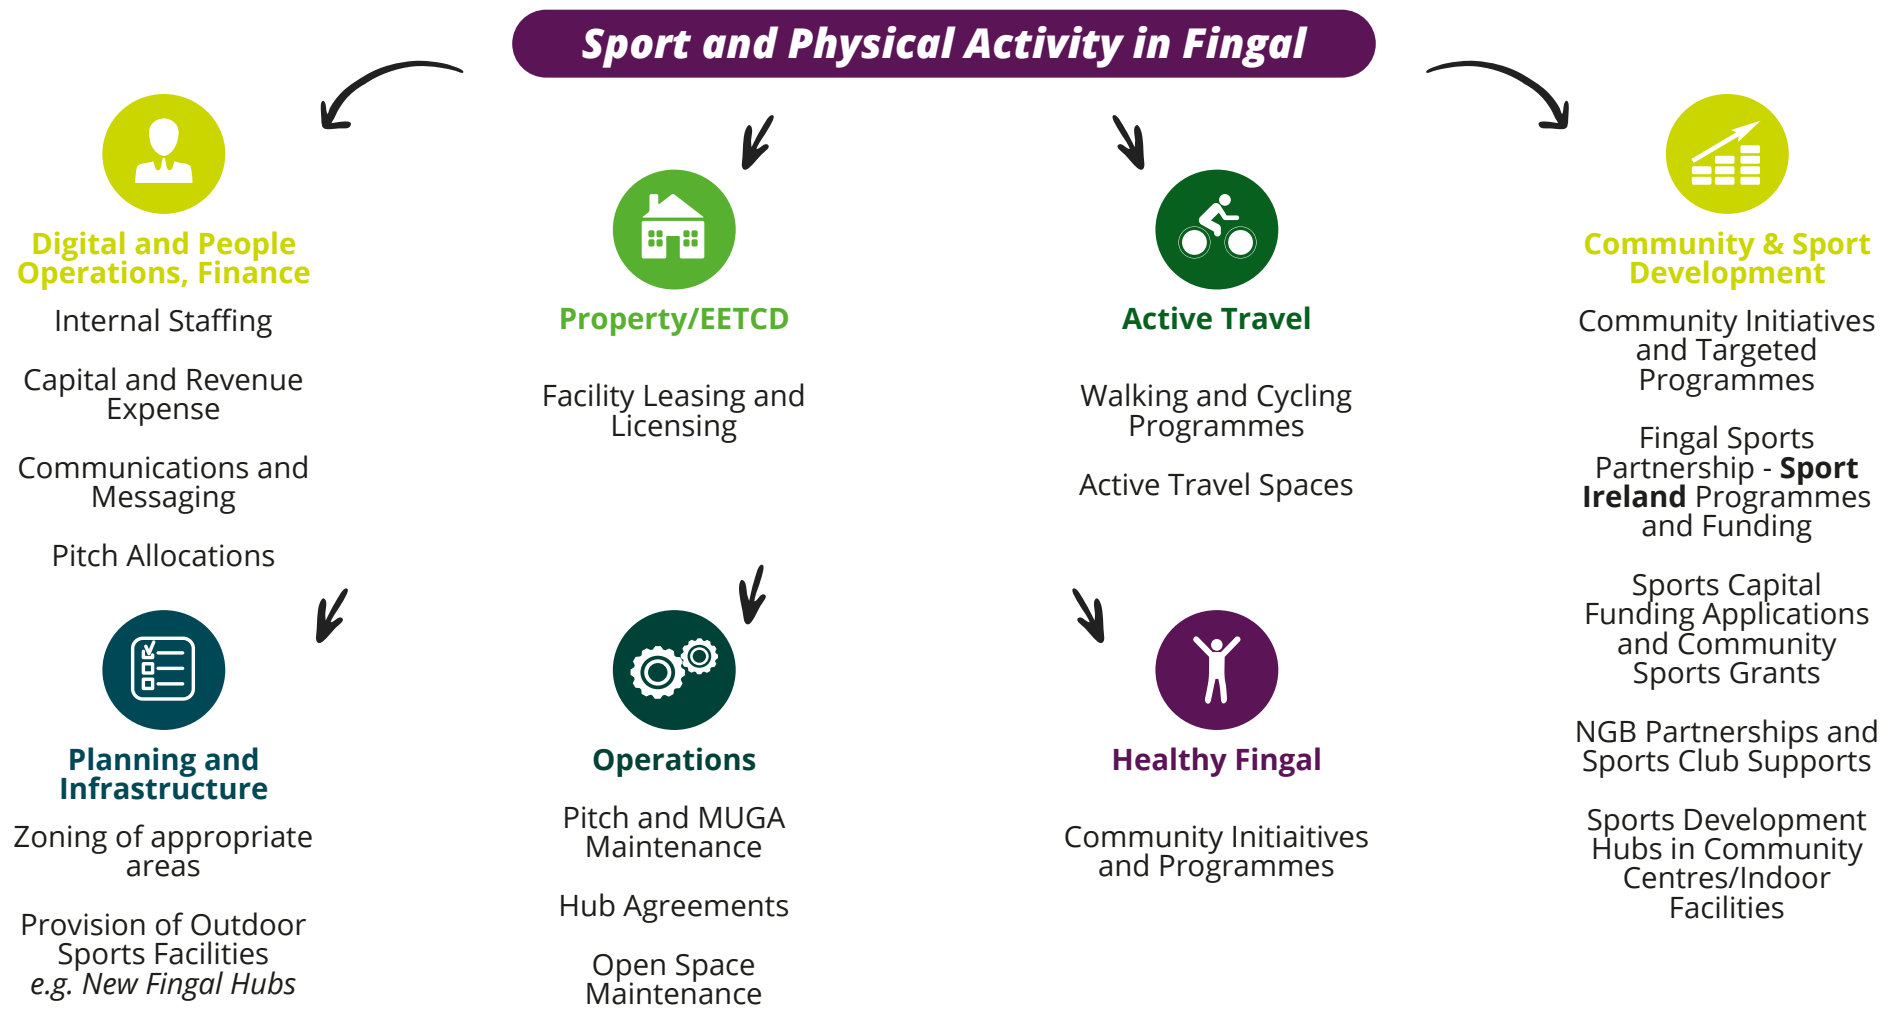 Sport and Physical Activity in Fingal
Digital and People
Operations, Finance
Internal Staffing
Capital and Revenue
Expense
Communications and
Messaging
Pitch Allocations
Property/EETCD
Facility Leasing and
Licensing
Active Travel
Walking and Cycling
Programmes
Active Travel Spaces
Community & Sport
Development
Community Initiatives
and Targeted
Programmes
Fingal Sports
Partnership - Sport
Ireland Programmes
and Funding
Sports Capital
Funding Applications
and Community
Sports Grants
NGB Partnerships and
Sports Club Supports
Sports Development
Hubs in Community
Centres/Indoor
Facilities
Planning and
Infrastructure
Zoning of appropriate
areas
Provision of Outdoor
Sports Facilities
e.g. New Fingal Hubs
Operations
Pitch and MUGA
Maintenance
Hub Agreements
Open Space
Maintenance
Healthy Fingal
Community Initiaitives
and Programmes